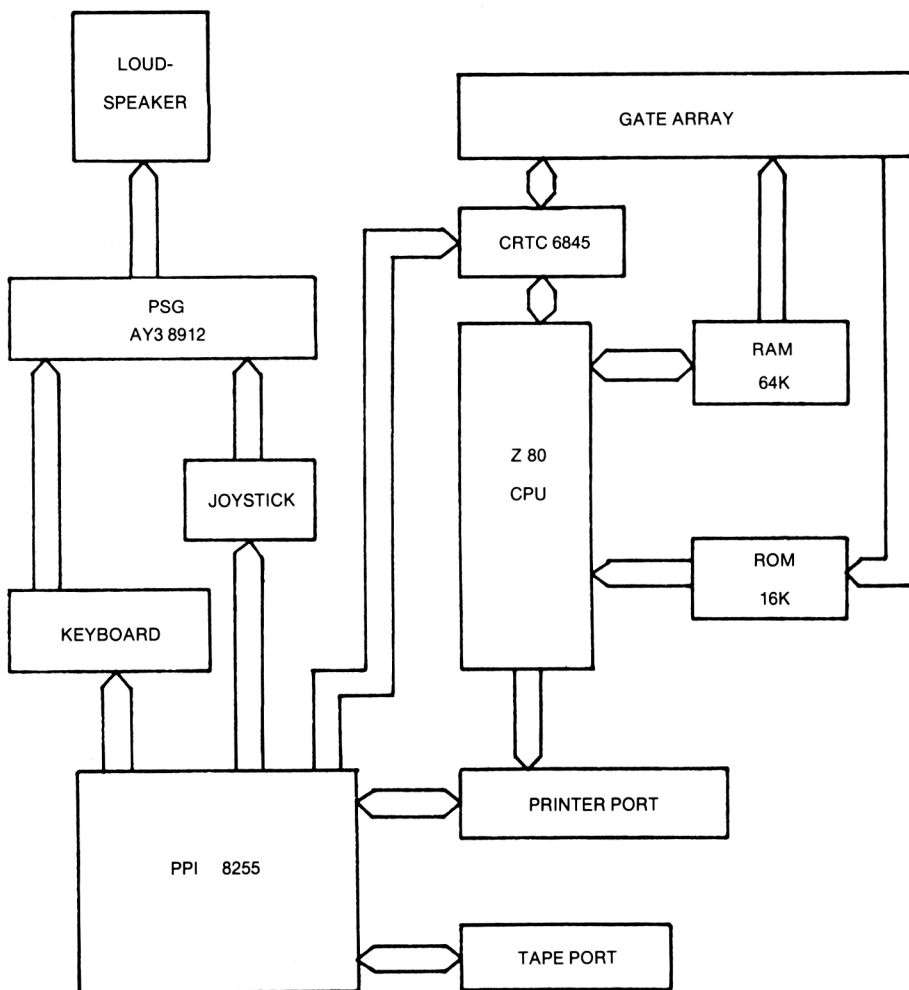 LOUD-
SPEAKER
GATE ARRAY
CRTC 6845
PSG
AY3 8912
RAM
64K
Z 80
CPU
JOYSTICK
ROM
16K
KEYBOARD
PRINTER PORT
PPI 8255
TAPE PORT